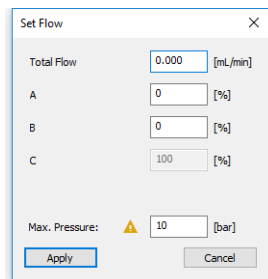 Set Flow
Total Flow 0.000 [mL/min]
A 0 [%]
B 0 [%]
C 100 [%]
Max. Pressure: 10 [bar]
Apply Cancel